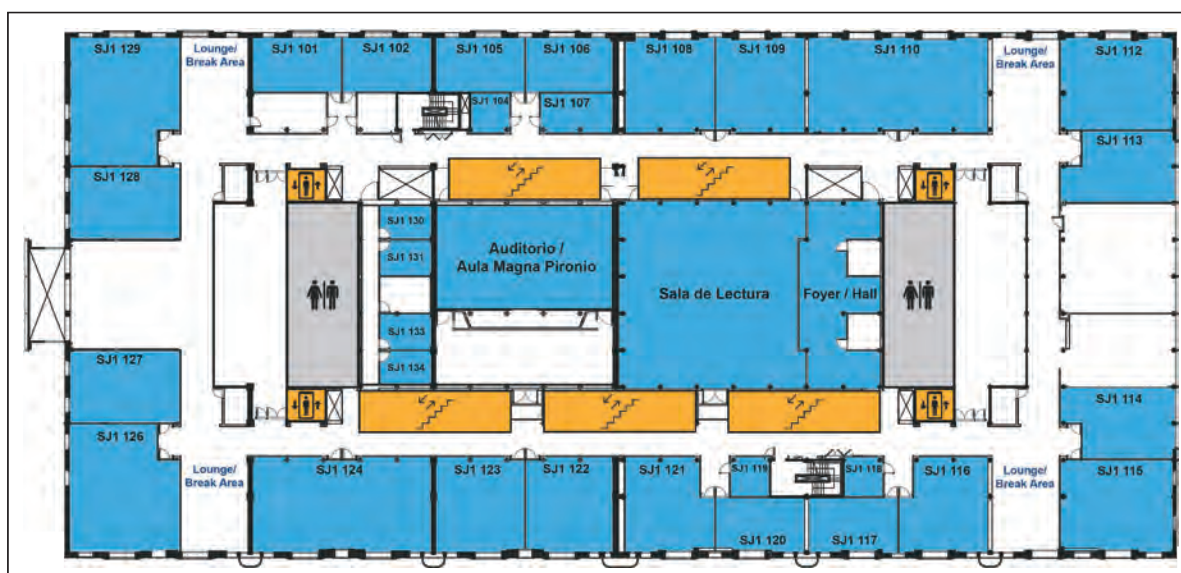 SJ1 129
Lounge/
Break Area
SJ1 101
SJ1 102
SJ1 105
SJ1 106
SJ1 108
SJ1 109
SJ1 110
Lounge/
Break Area
SJ1 112
SJ1 104
SJ1 107
SJ1 113
SJ1 128
SJ1 130
SJ1 131
Auditorio /
Aula Magna Pironio
Sala de Lectura
Foyer / Hall
SJ1 133
SJ1 134
SJ1 127
SJ1 114
SJ1 126
Lounge/
Break Area
SJ1 124
SJ1 123
SJ1 122
SJ1 121
SJ1 119
SJ1 118
SJ1 116
Lounge/
Break Area
SJ1 115
SJ1 120
SJ1 117